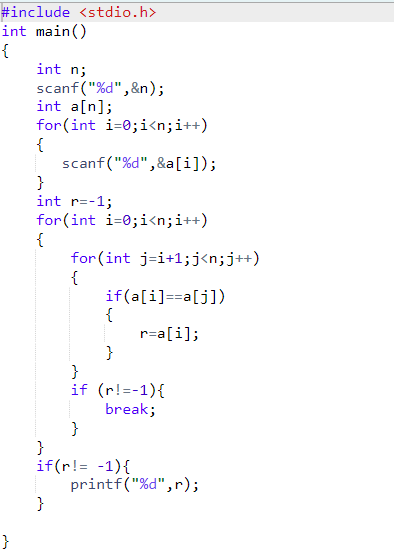 #include <stdio.h>
int main()
{
    int n;
    scanf("%d",&n);
    int a[n];
    for(int i=0;i<n;i++)
    {
       scanf("%d",&a[i]);
    }
    int r=-1;
    for(int i=0;i<n;i++)
    {
        for(int j=i+1;j<n;j++)
        {
            if(a[i]==a[j])
            {
                r=a[i];
            }
        }
        if (r!=-1){
            break;
        }
    }
    if(r!= -1){
        printf("%d",r);
    }

}